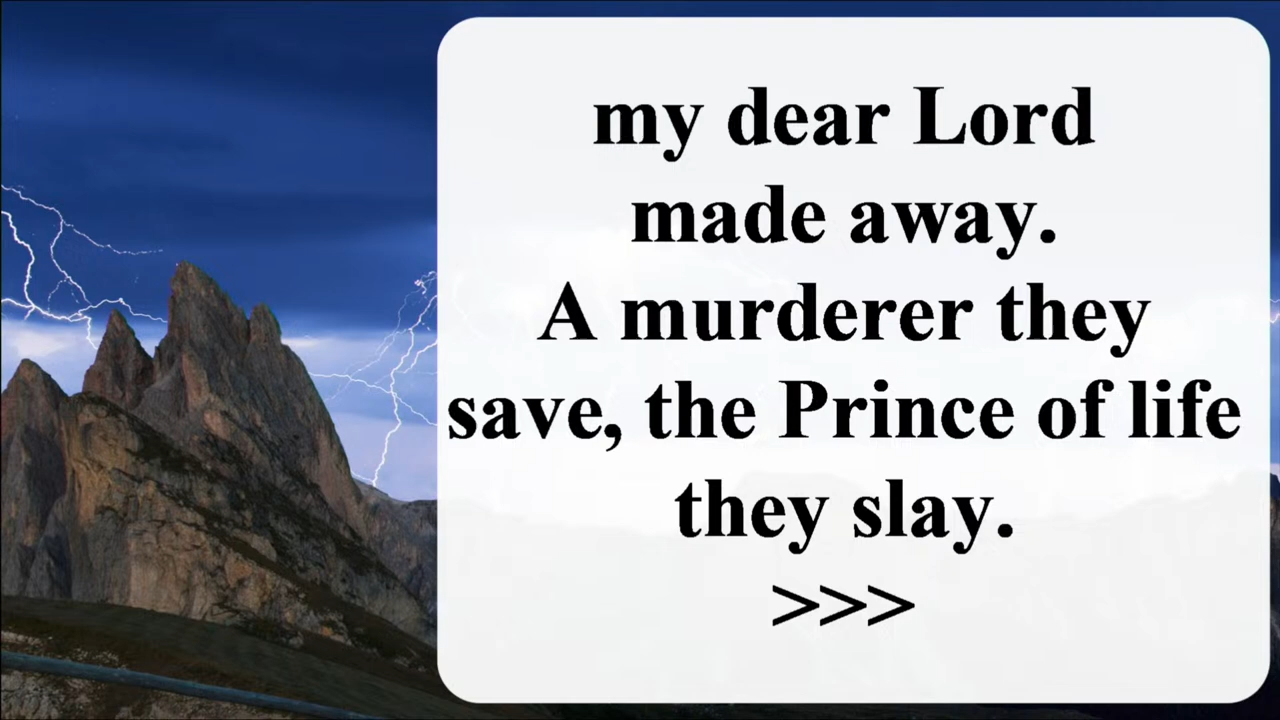 my dear Lord
made away.
A murderer they
save, the Prince of life
they slay.
>>>